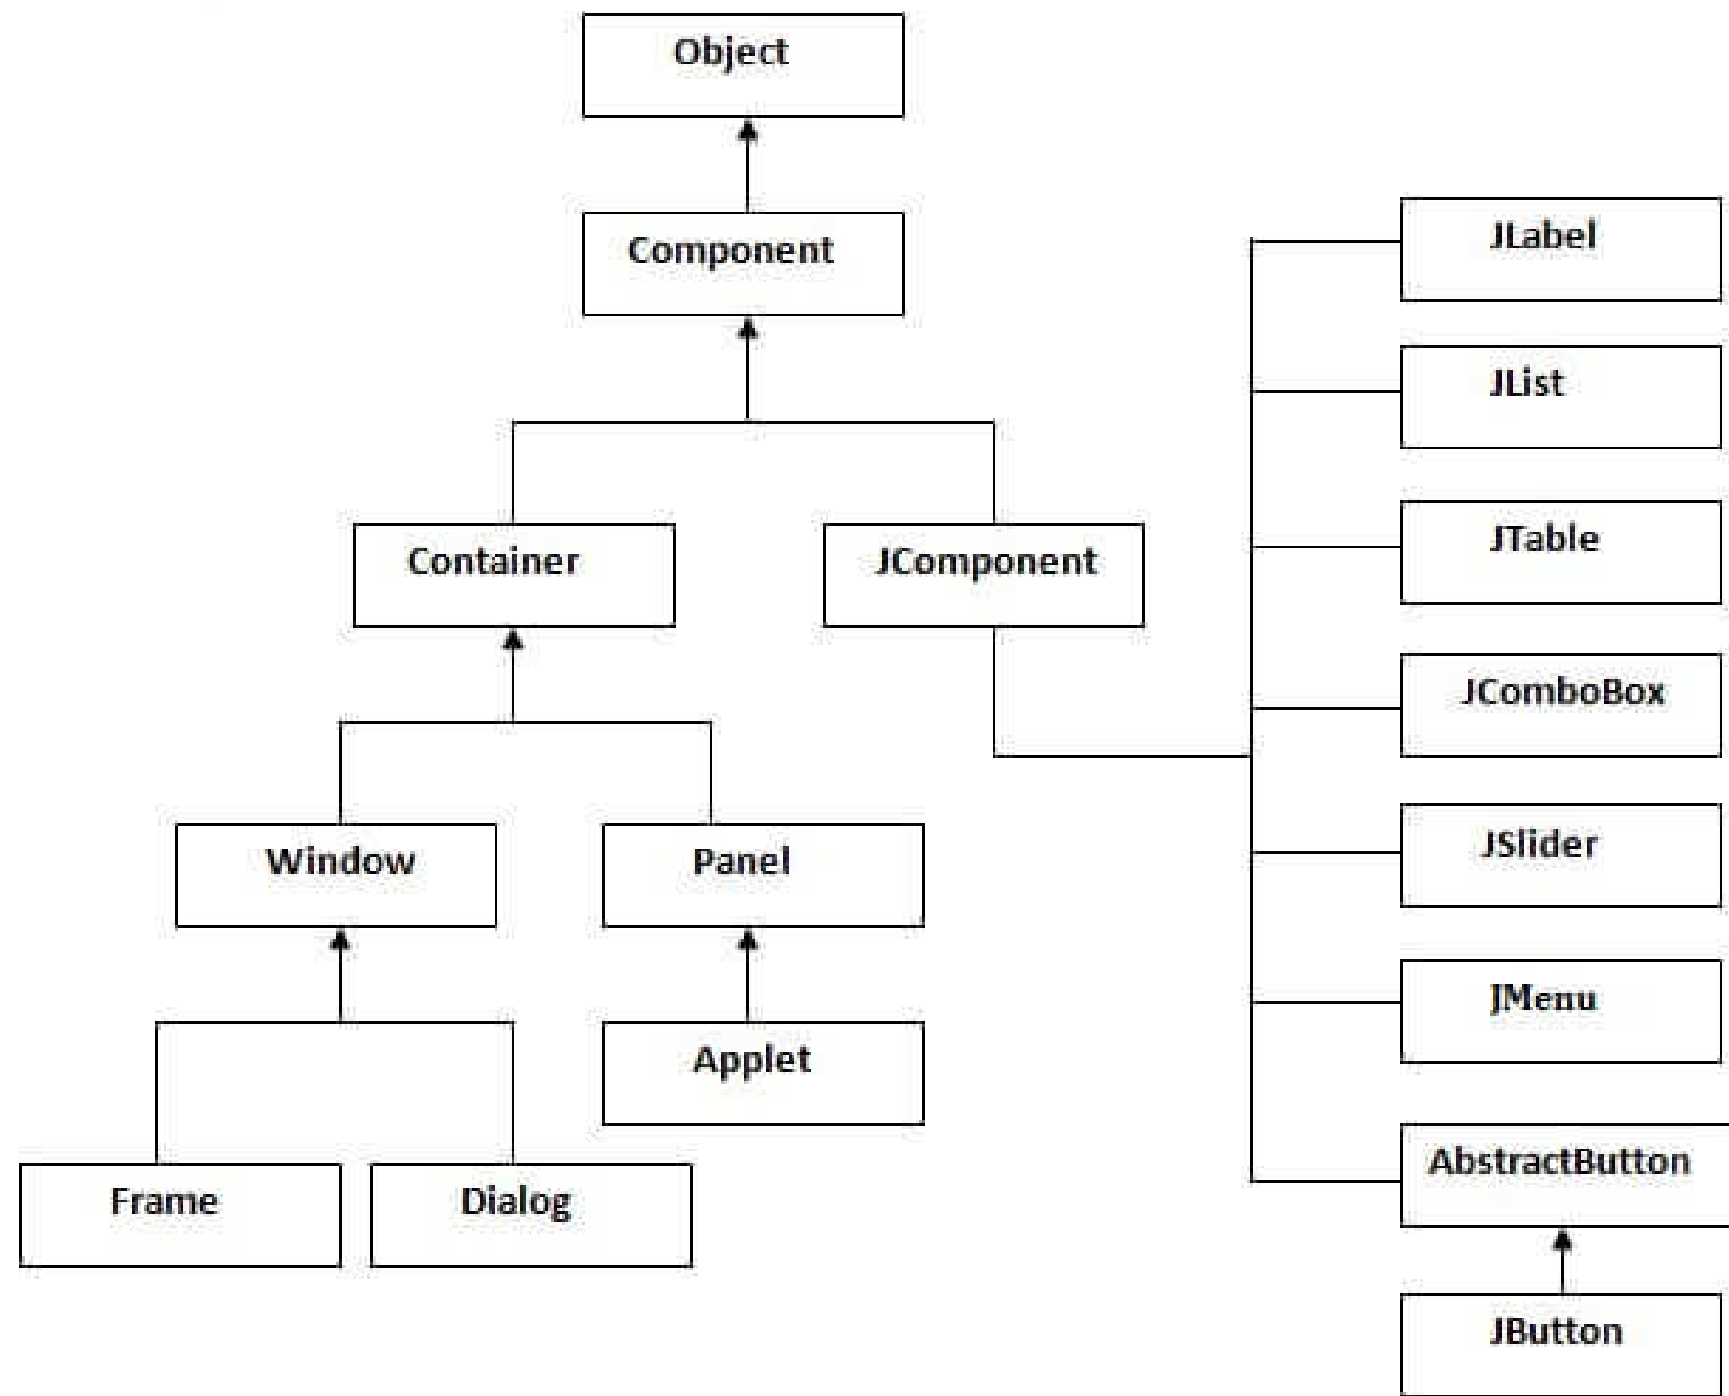 Object
Component
Container
JComponent
Window
Panel
Applet
Frame
Dialog
JLabel
JList
JTable
JComboBox
JSlider
JMenu
AbstractButton
JButton